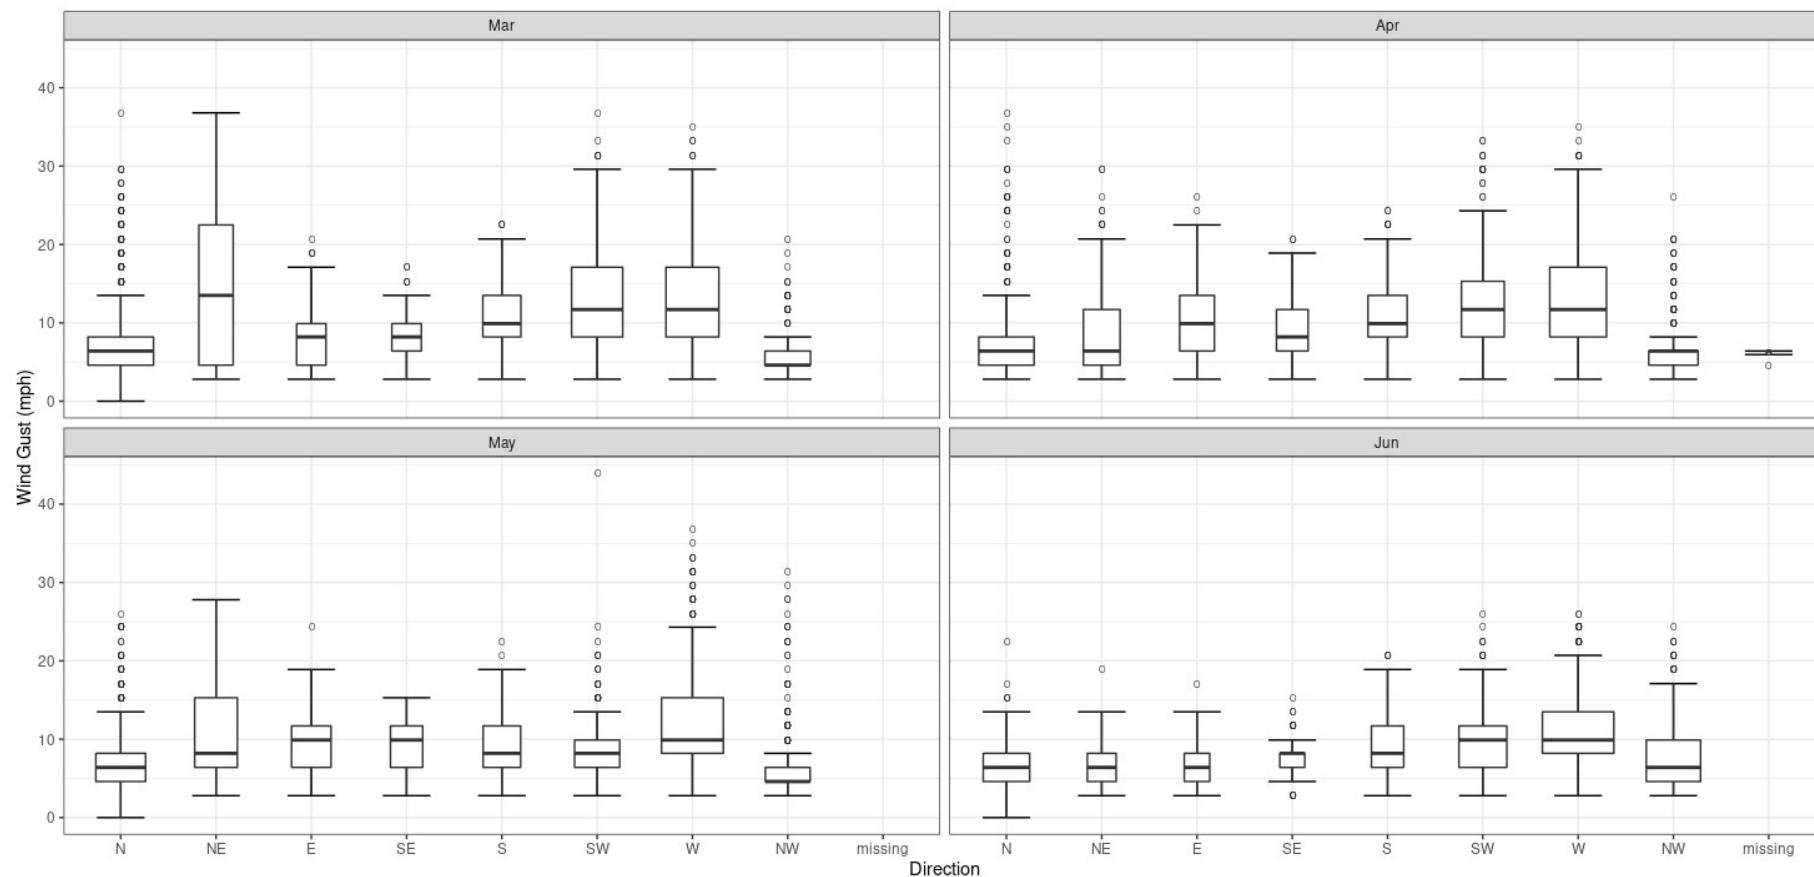 Mar
Apr
Wind Gust (mph)
40
30
20
10
0
May
Jun
40
30
20
10
0
N NE E SE S SW W NW missing
N NE E SE S SW W NW missing
Direction